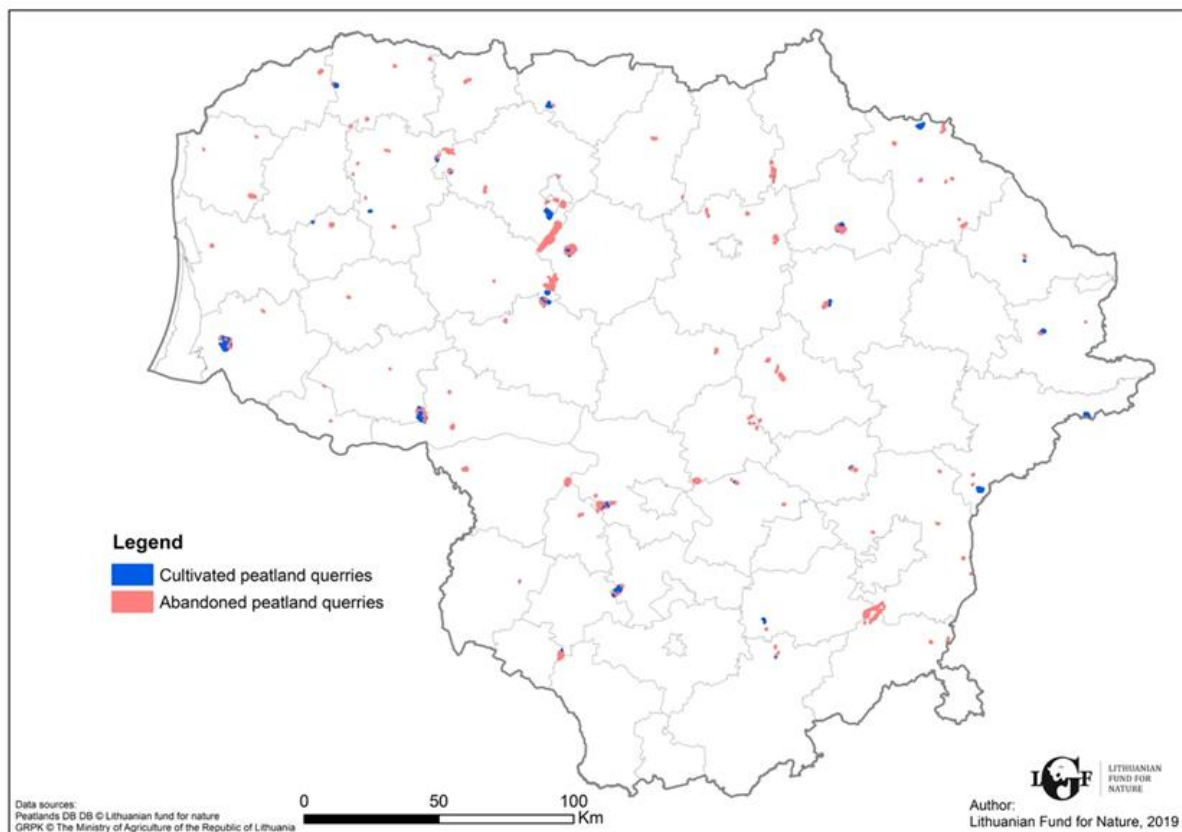 Legend
Cultivated peatland querries
Abandoned peatland querries
Data sources:
Peatlands DB DB © Lithuanian fund for nature
GRPK © The Ministry of Agriculture of the Republic of Lithuania
0 50 100
Km
LGF
LITHUANIAN
FUND FOR
NATURE
Author:
Lithuanian Fund for Nature, 2019